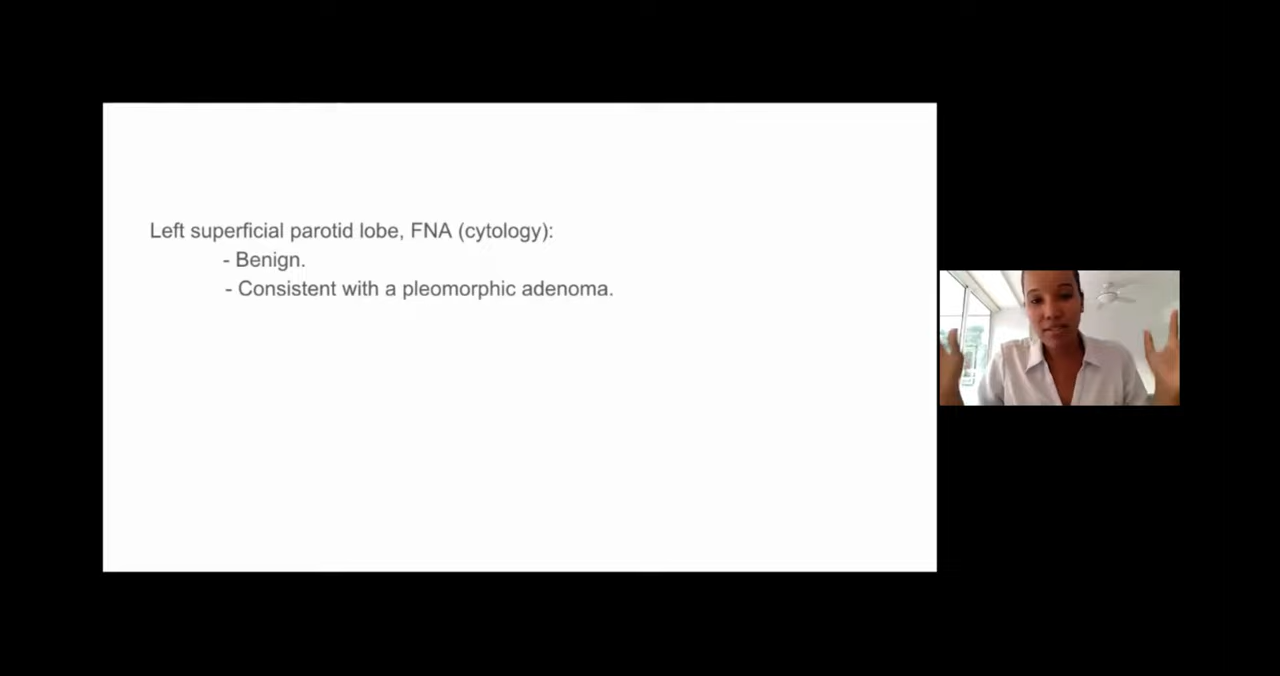 Left superficial parotid lobe, FNA (cytology):
- Benign.
- Consistent with a pleomorphic adenoma.